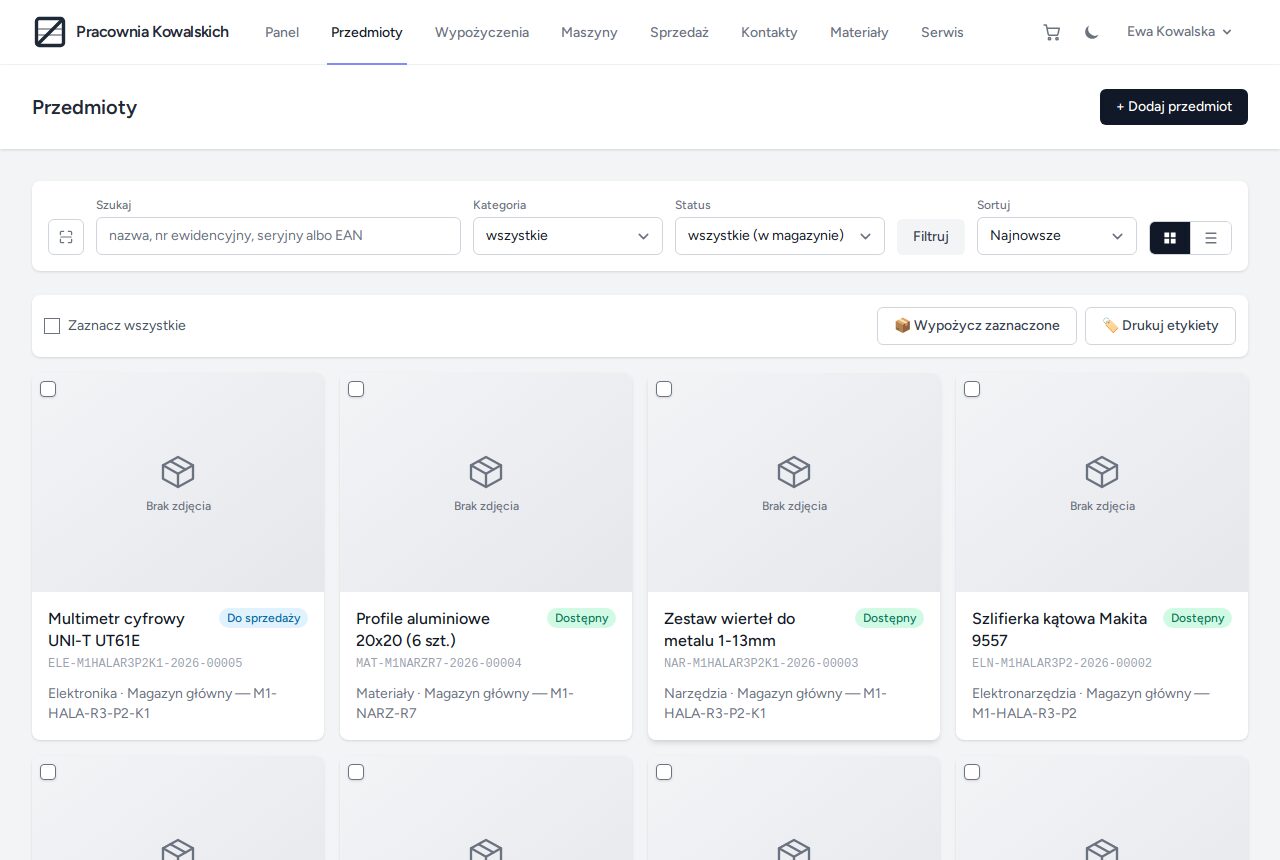 Pracownia Kowalskich
Panel
Przedmioty
Wypożyczenia
Maszyny
Sprzedaż
Kontakty
Materiały
Serwis
Ewa Kowalska
Przedmioty
+ Dodaj przedmiot
Szukaj
Kategoria
Status
Sortuj
nazwa, nr ewidencyjny, seryjny albo EAN
wszystkie
wszystkie (w magazynie)
Filtruj
Najnowsze
Zaznacz wszystkie
📦 Wypożycz zaznaczone
🏷️ Drukuj etykiety
Brak zdjęcia
Brak zdjęcia
Brak zdjęcia
Brak zdjęcia
Multimetr cyfrowy
UNI-T UT61E
Do sprzedaży
ELE-M1HALAR3P2K1-2026-00005
Elektronika · Magazyn główny — M1-
HALA-R3-P2-K1
Profile aluminiowe
20x20 (6 szt.)
Dostępny
MAT-M1NARZR7-2026-00004
Materiały · Magazyn główny — M1-
NARZ-R7
Zestaw wierteł do
metalu 1-13mm
Dostępny
NAR-M1HALAR3P2K1-2026-00003
Narzędzia · Magazyn główny — M1-
HALA-R3-P2-K1
Szlifierka kątowa Makita
9557
Dostępny
ELN-M1HALAR3P2-2026-00002
Elektronarzędzia · Magazyn główny —
M1-HALA-R3-P2